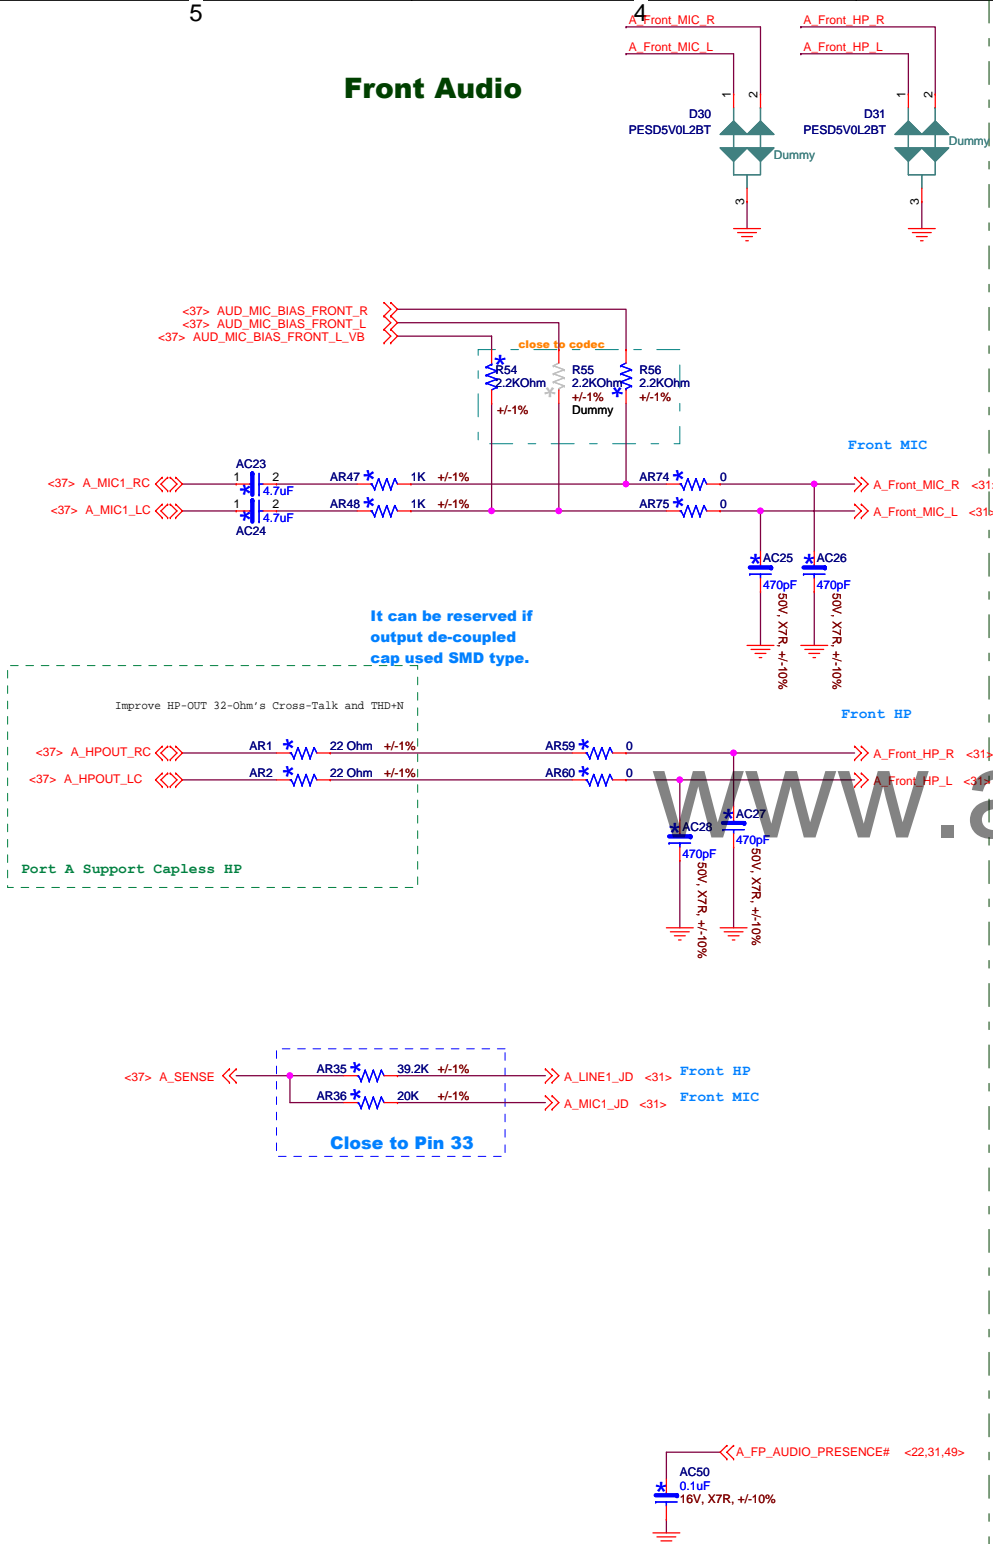 5
4
A_Front_MIC_R
A_Front_MIC_L
A_Front_HP_R
A_Front_HP_L
Front Audio
1
2
1
2
D30
PESD5V0L2BT
Dummy
D31
PESD5V0L2BT
Dummy
3
3
<37> AUD_MIC_BIAS_FRONT_R
<37> AUD_MIC_BIAS_FRONT_L
<37> AUD_MIC_BIAS_FRONT_L_VB
close to codec
R54
2.2KOhm
+/-1%
R55
2.2KOhm
+/-1%
Dummy
R56
2.2KOhm
+/-1%
Front MIC
<37> A_MIC1_RC
1
AC23
2
4.7uF
AR47
1K +/-1%
AR74
0
A_Front_MIC_R <31>
<37> A_MIC1_LC
1
2
4.7uF
AC24
AR48
1K +/-1%
AR75
0
A_Front_MIC_L <31>
AC25
470pF
50V, X7R, +/-10%
AC26
470pF
50V, X7R, +/-10%
It can be reserved if
output de-coupled
cap used SMD type.
Improve HP-OUT 32-Ohm's Cross-Talk and THD+N
Front HP
<37> A_HPOUT_RC
AR1
22 Ohm +/-1%
AR59
0
A_Front_HP_R <31>
<37> A_HPOUT_LC
AR2
22 Ohm +/-1%
AR60
0
A_Front_HP_L <31>
www.a
AC28
470pF
50V, X7R, +/-10%
AC27
470pF
50V, X7R, +/-10%
Port A Support Capless HP
<37> A_SENSE
AR35
39.2K +/-1%
A_LINE1_JD <31>
Front HP
AR36
20K +/-1%
A_MIC1_JD <31>
Front MIC
Close to Pin 33
A_FP_AUDIO_PRESENCE# <22,31,49>
AC50
0.1uF
16V, X7R, +/-10%